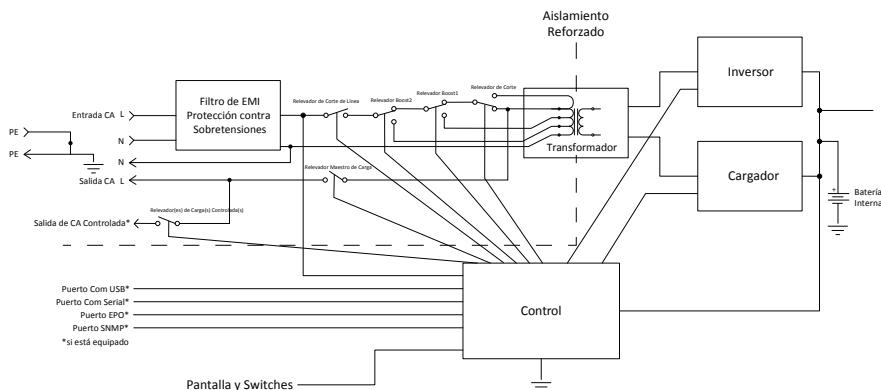 Aislamiento
Reforzado
Inversor
Filtro de EMI
Protección contra
Sobretensiones
Entrada CA L
Relevador de Corte de Línea
Relevador Boost2
Relevador Boost1
Relevador de Corte
PE
N
Transformador
PE
N
Salida CA L
Relevador Maestro de Carga
Cargador
+
Batería
Interna
Relevador(es) de Carga(s) Controlada(s)
Salida de CA Controlada*
Puerto Com USB*
Puerto Com Serial*
Puerto EPO*
Puerto SNMP*
*si está equipado
Control
Pantalla y Switches